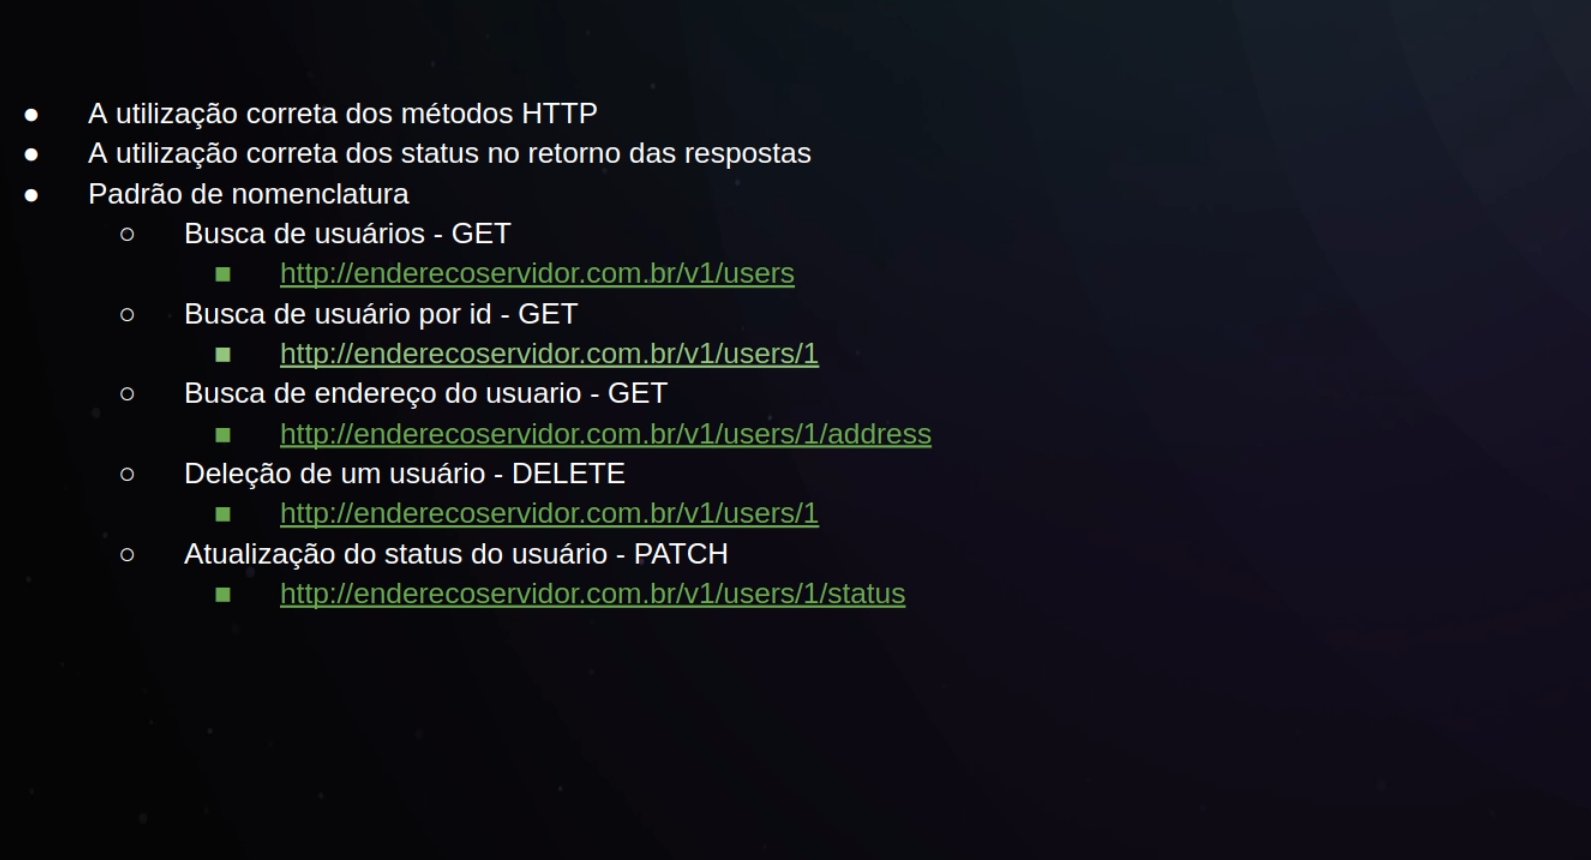 ● A utilização correta dos métodos HTTP
● A utilização correta dos status no retorno das respostas
● Padrão de nomenclatura
○ Busca de usuários - GET
■ http://enderecoservidor.com.br/v1/users
○ Busca de usuário por id - GET
■ http://enderecoservidor.com.br/v1/users/1
○ Busca de endereço do usuario - GET
■ http://enderecoservidor.com.br/v1/users/1/address
○ Deleção de um usuário - DELETE
■ http://enderecoservidor.com.br/v1/users/1
○ Atualização do status do usuário - PATCH
■ http://enderecoservidor.com.br/v1/users/1/status